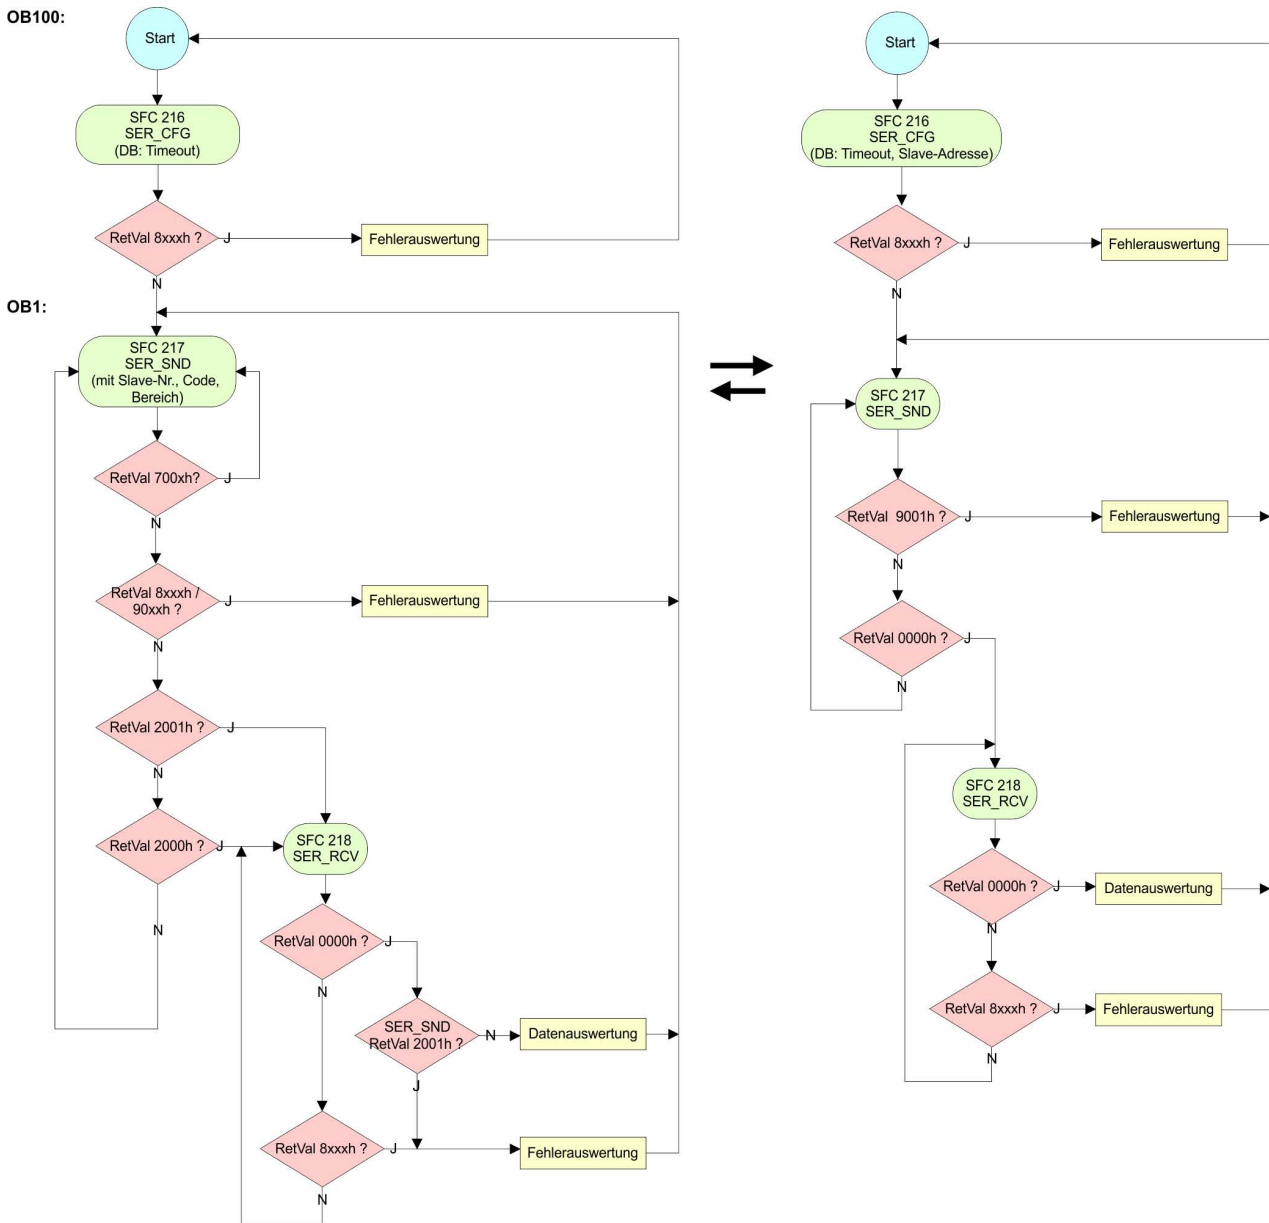 OB100:
Start
SFC 216
SER_CFG
(DB: Timeout)
RetVal 8xxxh ?
J
Fehlerauswertung
N
OB1:
SFC 217
SER_SND
(mit Slave-Nr., Code,
Bereich)
RetVal 700xh?
J
N
RetVal 8xxxh /
90xxh ?
J
Fehlerauswertung
N
RetVal 2001h ?
J
N
RetVal 2000h ?
J
N
SFC 218
SER_RCV
RetVal 0000h ?
J
N
SER_SND
RetVal 2001h ?
N
Datenauswertung
J
RetVal 8xxxh ?
J
Fehlerauswertung
N
Start
SFC 216
SER_CFG
(DB: Timeout, Slave-Adresse)
RetVal 8xxxh ?
J
Fehlerauswertung
N
SFC 217
SER_SND
RetVal 9001h ?
J
Fehlerauswertung
N
RetVal 0000h ?
J
N
SFC 218
SER_RCV
RetVal 0000h ?
J
Datenauswertung
N
RetVal 8xxxh ?
J
Fehlerauswertung
N